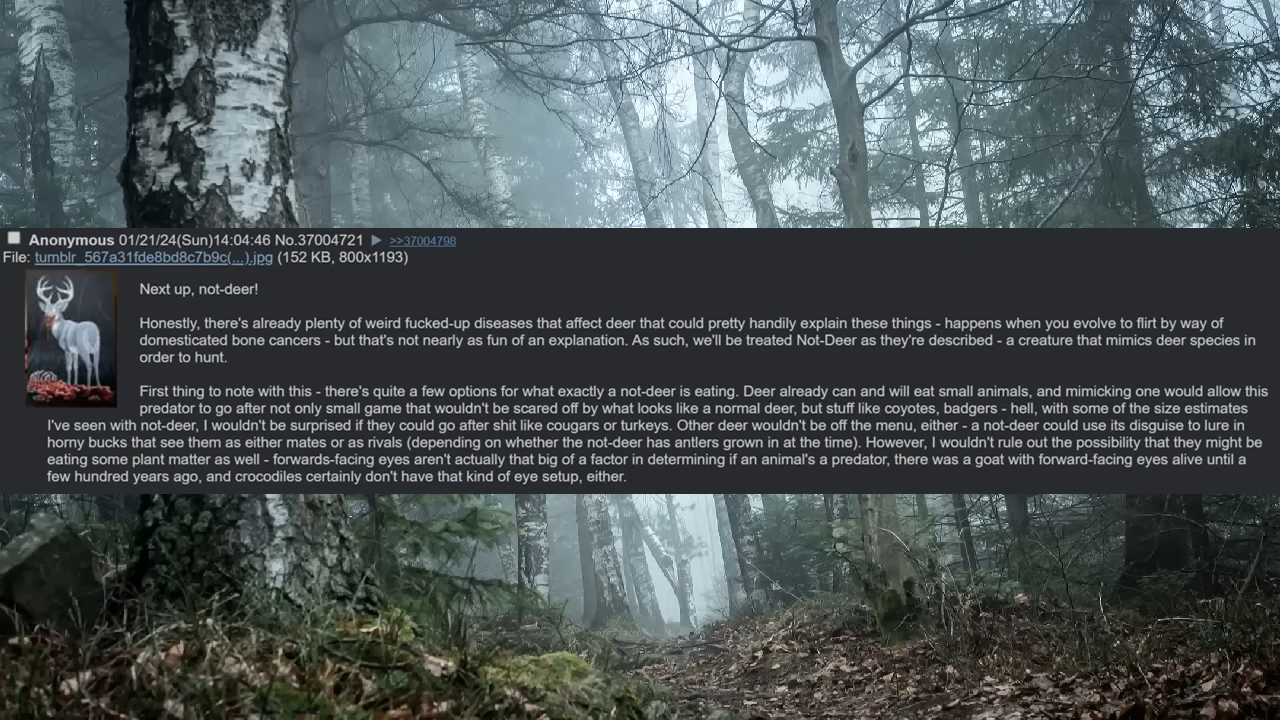 Anonymous 01/21/24(Sun)14:04:46 No.37004721 ▶ >>37004798
File: tumblr_567a31fde8bd8c7b9c(...).jpg (152 KB, 800x1193)
Next up, not-deer!
Honestly, there's already plenty of weird fucked-up diseases that affect deer that could pretty handily explain these things - happens when you evolve to flirt by way of
domesticated bone cancers - but that's not nearly as fun of an explanation. As such, we'll be treated Not-Deer as they're described - a creature that mimics deer species in
order to hunt.
First thing to note with this - there's quite a few options for what exactly a not-deer is eating. Deer already can and will eat small animals, and mimicking one would allow this
predator to go after not only small game that wouldn't be scared off by what looks like a normal deer, but stuff like coyotes, badgers - hell, with some of the size estimates
I've seen with not-deer, I wouldn't be surprised if they could go after shit like cougars or turkeys. Other deer wouldn't be off the menu, either - a not-deer could use its disguise to lure in
horny bucks that see them as either mates or as rivals (depending on whether the not-deer has antlers grown in at the time). However, I wouldn't rule out the possibility that they might be
eating some plant matter as well - forwards-facing eyes aren't actually that big of a factor in determining if an animal's a predator, there was a goat with forward-facing eyes alive until a
few hundred years ago, and crocodiles certainly don't have that kind of eye setup, either.